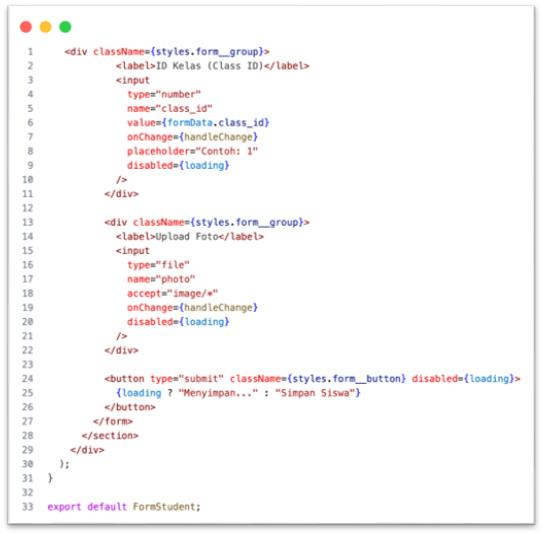 1 <div className={styles.form__group}>
2 <label>ID Kelas (Class ID)</label>
3 <input
4 type="number"
5 name="class_id"
6 value={formData.class_id}
7 onChange={handleChange}
8 placeholder="Contoh: 1"
9 disabled={loading}
10 />
11 </div>
12
13 <div className={styles.form__group}>
14 <label>Upload Foto</label>
15 <input
16 type="file"
17 name="photo"
18 accept="image/*"
19 onChange={handleChange}
20 disabled={loading}
21 />
22 </div>
23
24 <button type="submit" className={styles.form__button} disabled={loading}>
25 {loading ? "Menyimpan..." : "Simpan Siswa"}
26 </button>
27 </form>
28 </section>
29 </div>
30 );
31 }
32
33 export default FormStudent;